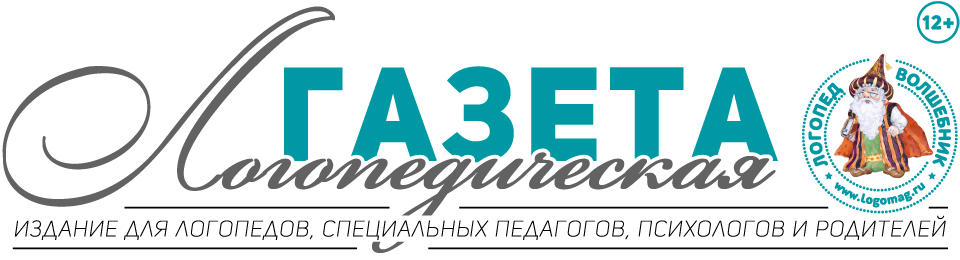 12+
ГАЗЕТА
Логопедическая
ЛОГОПЕД ВОЛШЕБНИК
www.logomag.ru
ИЗДАНИЕ ДЛЯ ЛОГОПЕДОВ, СПЕЦИАЛЬНЫХ ПЕДАГОГОВ, ПСИХОЛОГОВ И РОДИТЕЛЕЙ